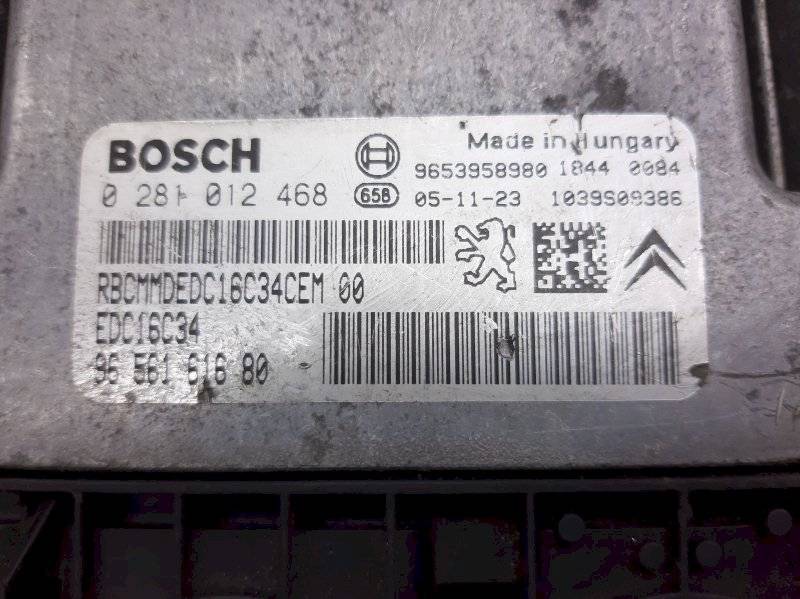 BOSCH
Made in Hungary
9653958980 1844 0084
0 281 012 468
658
05-11-23 1039S09386
RBCMMDEDC16C34CEM 00
EDC16C34
96 561 616 80